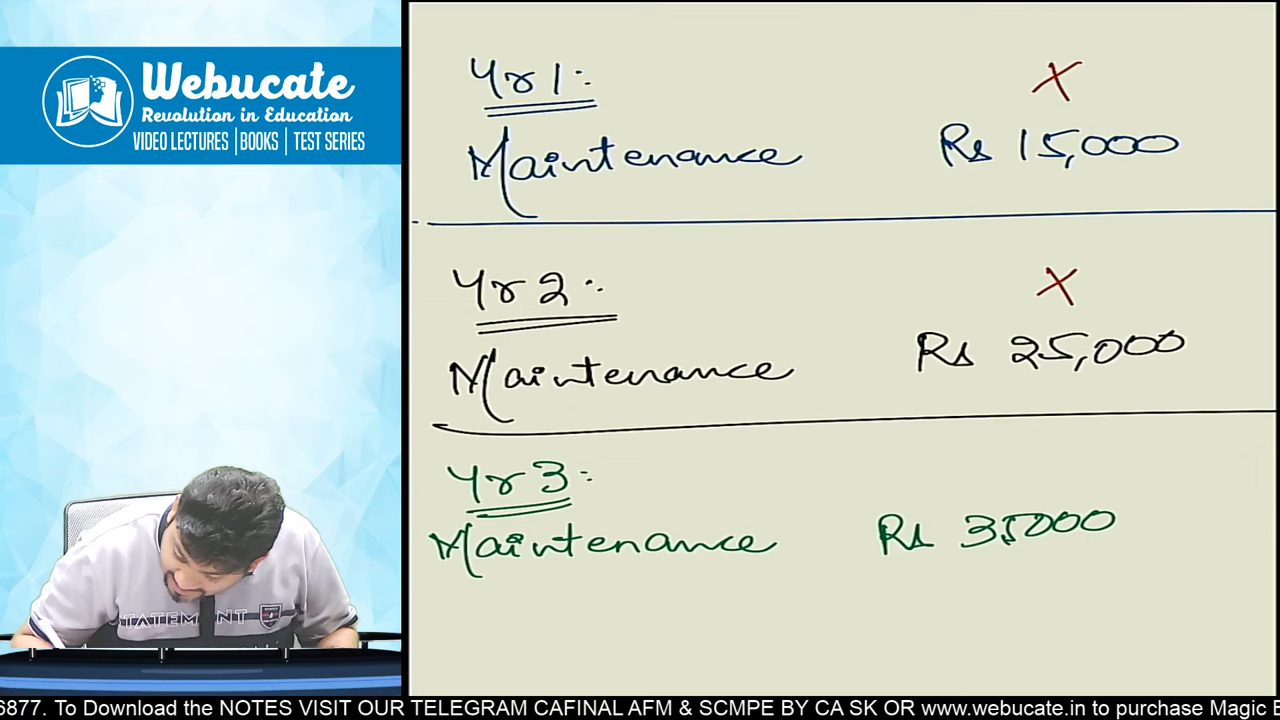 Webucate
Revolution in Education
VIDEO LECTURES | BOOKS | TEST SERIES
Yr 1:
X
Maintenance Rs 15,000
Yr 2:
X
Maintenance Rs 25,000
Yr 3:
Maintenance Rs 35000
STATEMENT
6877. To Download the NOTES VISIT OUR TELEGRAM CAFINAL AFM & SCMPE BY CA SK OR www.webucate.in to purchase Magic